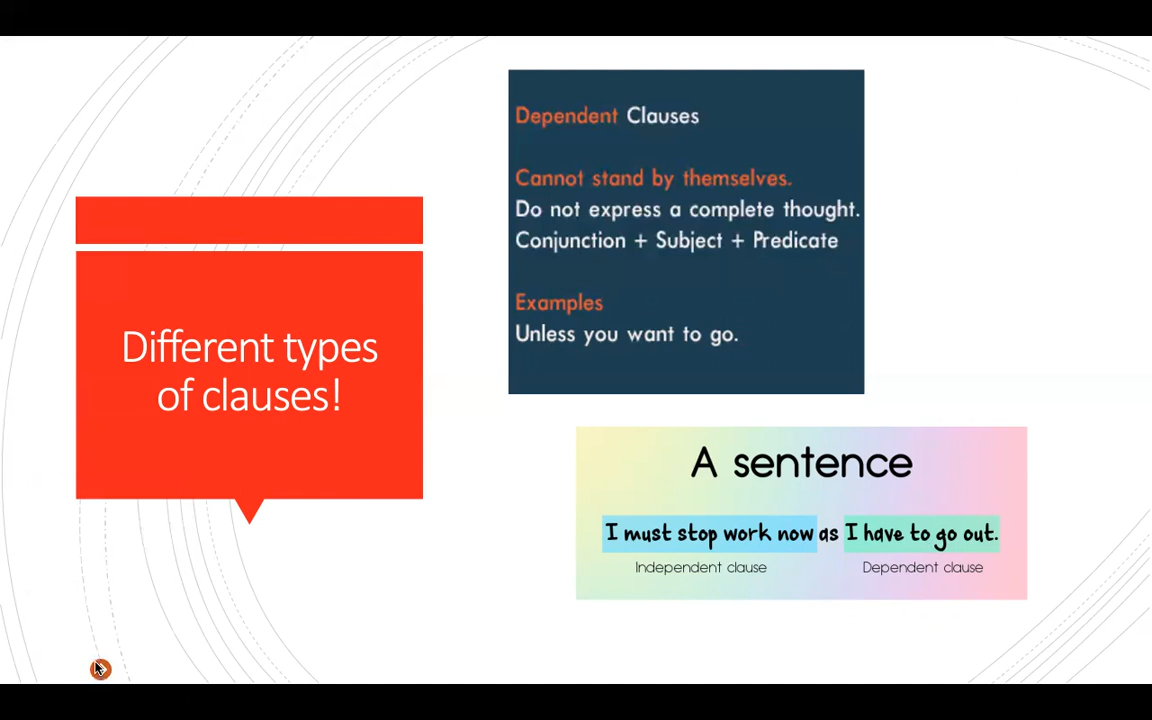 Different types
of clauses!
Dependent Clauses
Cannot stand by themselves.
Do not express a complete thought.
Conjunction + Subject + Predicate
Examples
Unless you want to go.
A sentence
I must stop work now as I have to go out.
Independent clause Dependent clause